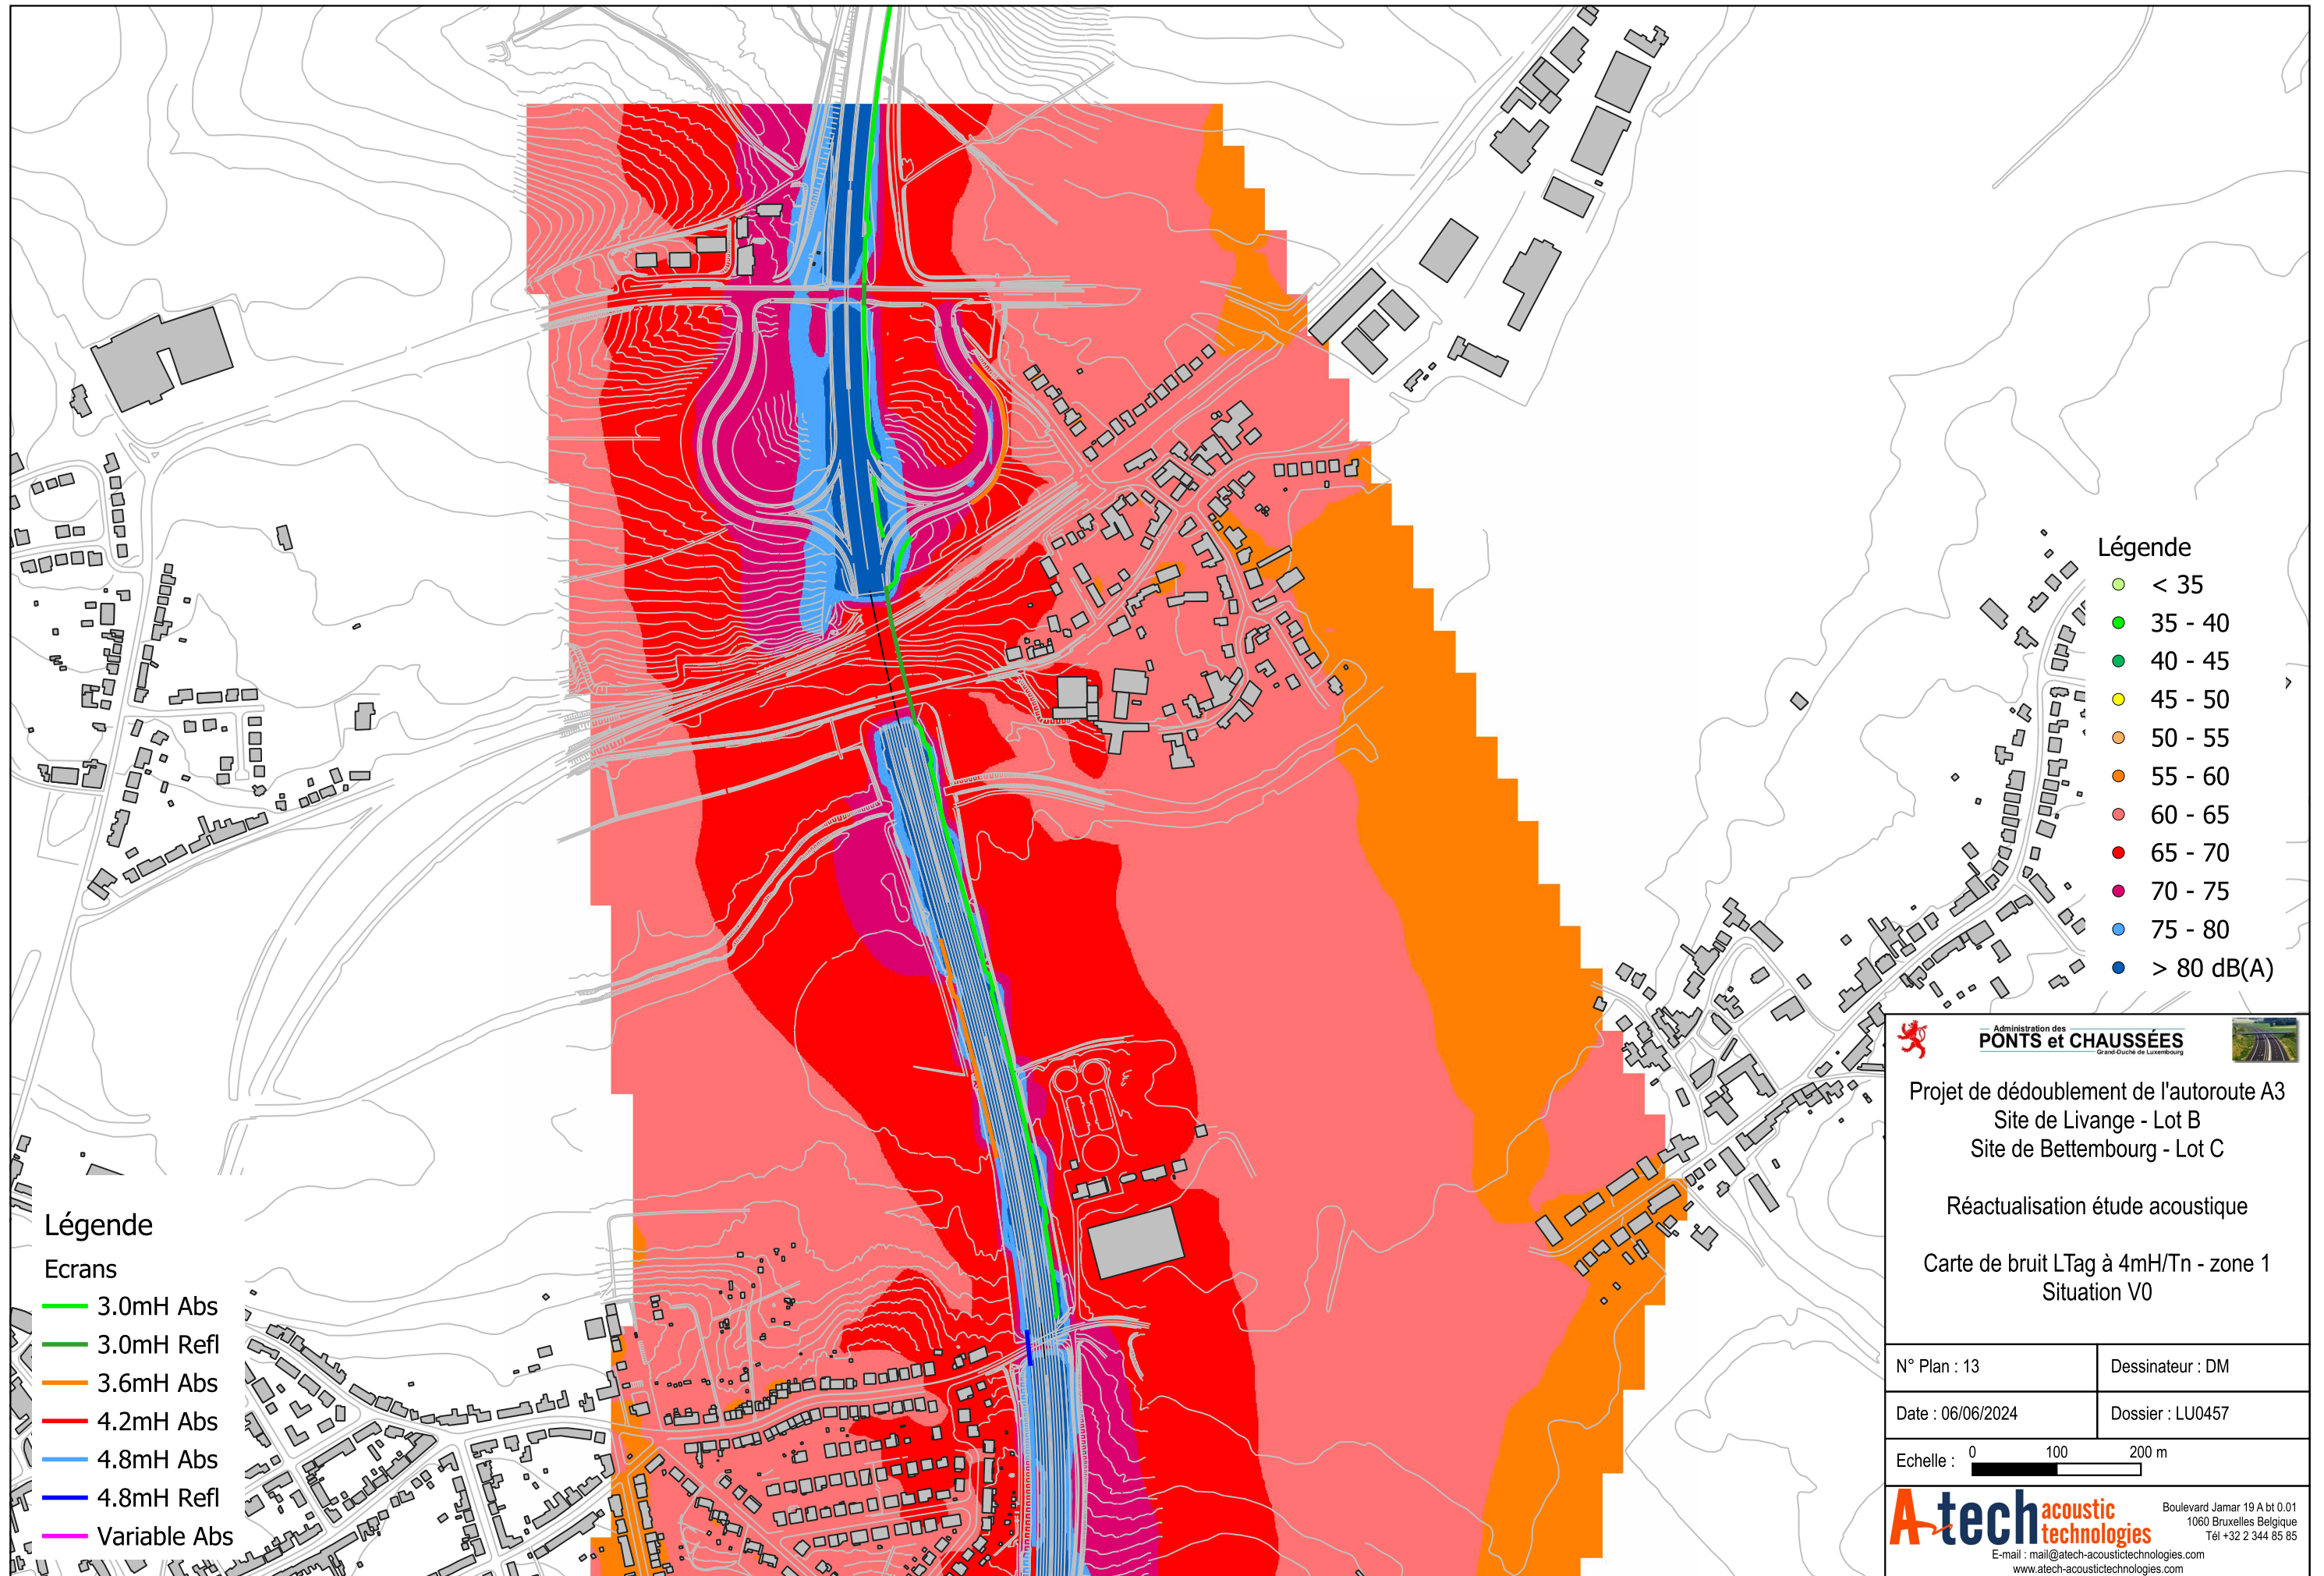 Légende
< 35
35 - 40
40 - 45
45 - 50
50 - 55
55 - 60
60 - 65
65 - 70
70 - 75
75 - 80
> 80 dB(A)
Légende
Ecrans
3.0mH Abs
3.0mH Refl
3.6mH Abs
4.2mH Abs
4.8mH Abs
4.8mH Refl
Variable Abs
Administration des
PONTS et CHAUSSÉES
Grand-Duché de Luxembourg
Projet de dédoublement de l'autoroute A3
Site de Livange - Lot B
Site de Bettembourg - Lot C
Réactualisation étude acoustique
Carte de bruit LTag à 4mH/Tn - zone 1
Situation V0
N° Plan : 13
Dessinateur : DM
Date : 06/06/2024
Dossier : LU0457
Echelle :
0 100 200 m
A-tech acoustic technologies
Boulevard Jamar 19 A bt 0.01
1060 Bruxelles Belgique
Tél +32 2 344 85 85
E-mail : mail@atech-acoustictechnologies.com
www.atech-acoustictechnologies.com